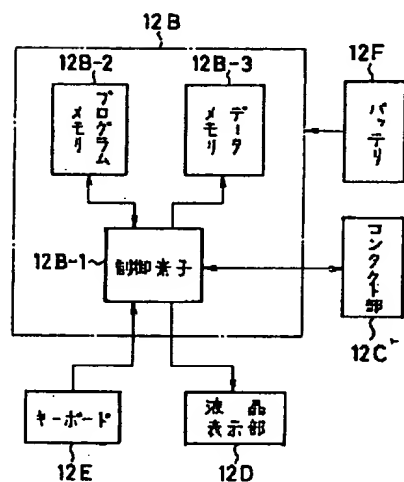 12B
12B-2
12B-3
12F
プログラム
メモリ
データ
メモリ
バッテリ
12B-1
制御素子
コンタクト部
12C
キーボード
液晶
表示部
12E
12D